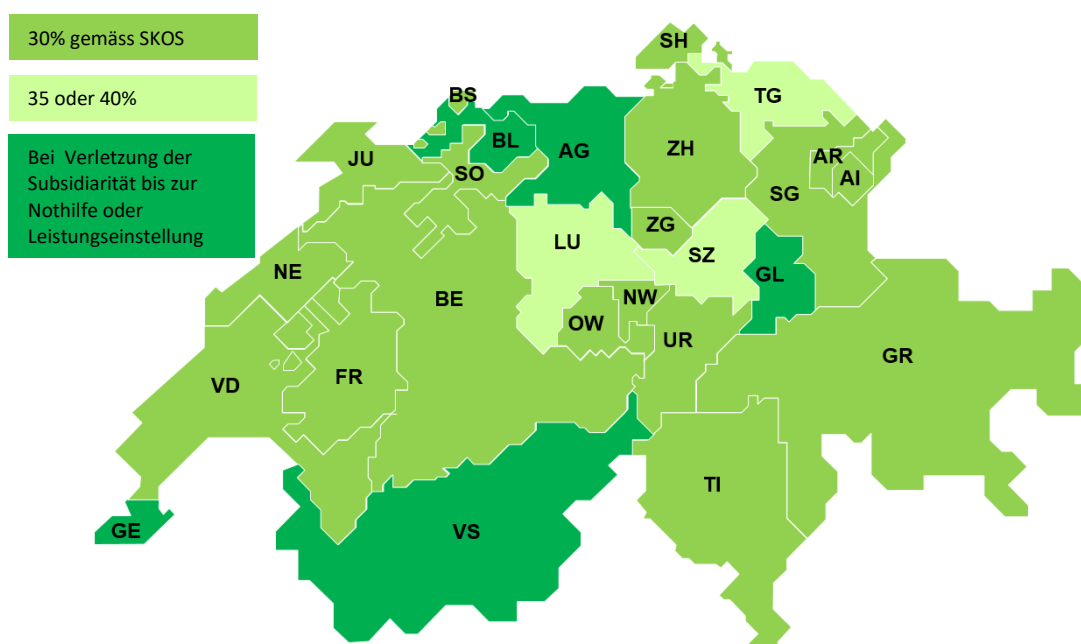 30% gemäss SKOS
35 oder 40%
Bei Verletzung der
Subsidiarität bis zur
Nothilfe oder
Leistungseinstellung
SH
BS
TG
BL
AG
ZH
JU
SO
AR
AI
SG
ZG
LU
SZ
GL
NE
BE
NW
OW
UR
GR
VD
FR
TI
GE
VS